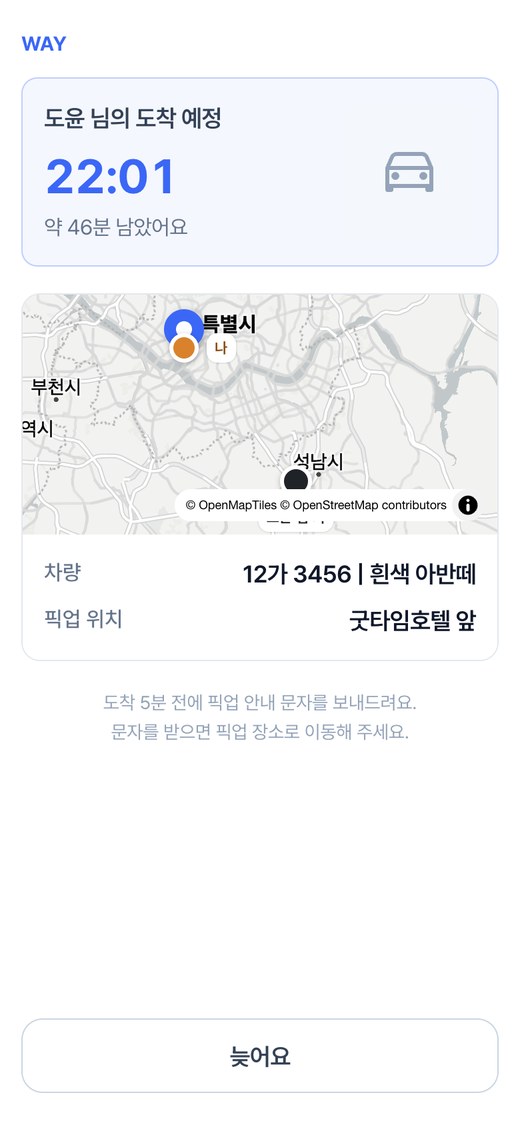 WAY
도윤 님의 도착 예정
22:01
약 46분 남았어요
특별시
나
부천시
역시
성남시
© OpenMapTiles © OpenStreetMap contributors
차량
12가 3456 | 흰색 아반떼
픽업 위치
굿타임호텔 앞
도착 5분 전에 픽업 안내 문자를 보내드려요.
문자를 받으면 픽업 장소로 이동해 주세요.
늦어요